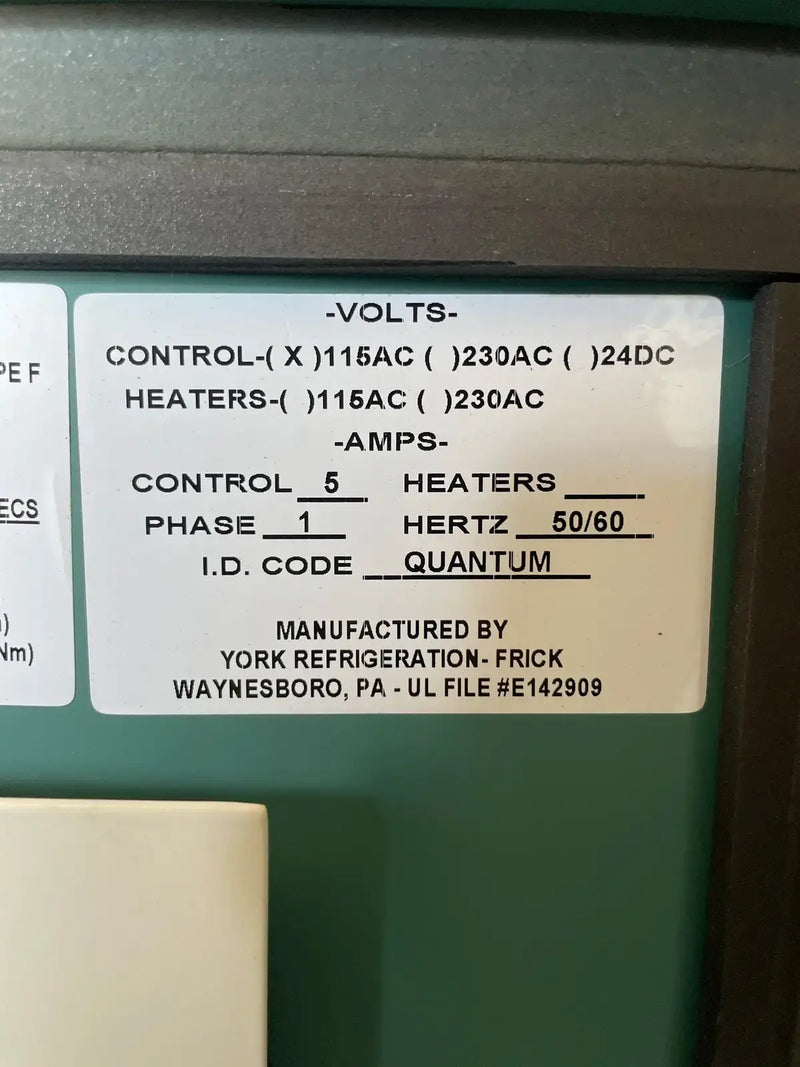 -VOLTS-
CONTROL-( X )115AC ( )230AC ( )24DC
HEATERS-( )115AC ( )230AC
-AMPS-
CONTROL 5 HEATERS ____
PHASE 1 HERTZ 50/60
I.D. CODE QUANTUM
MANUFACTURED BY
YORK REFRIGERATION- FRICK
WAYNESBORO, PA - UL FILE #E142909
PE F
ECS
)
Nm)